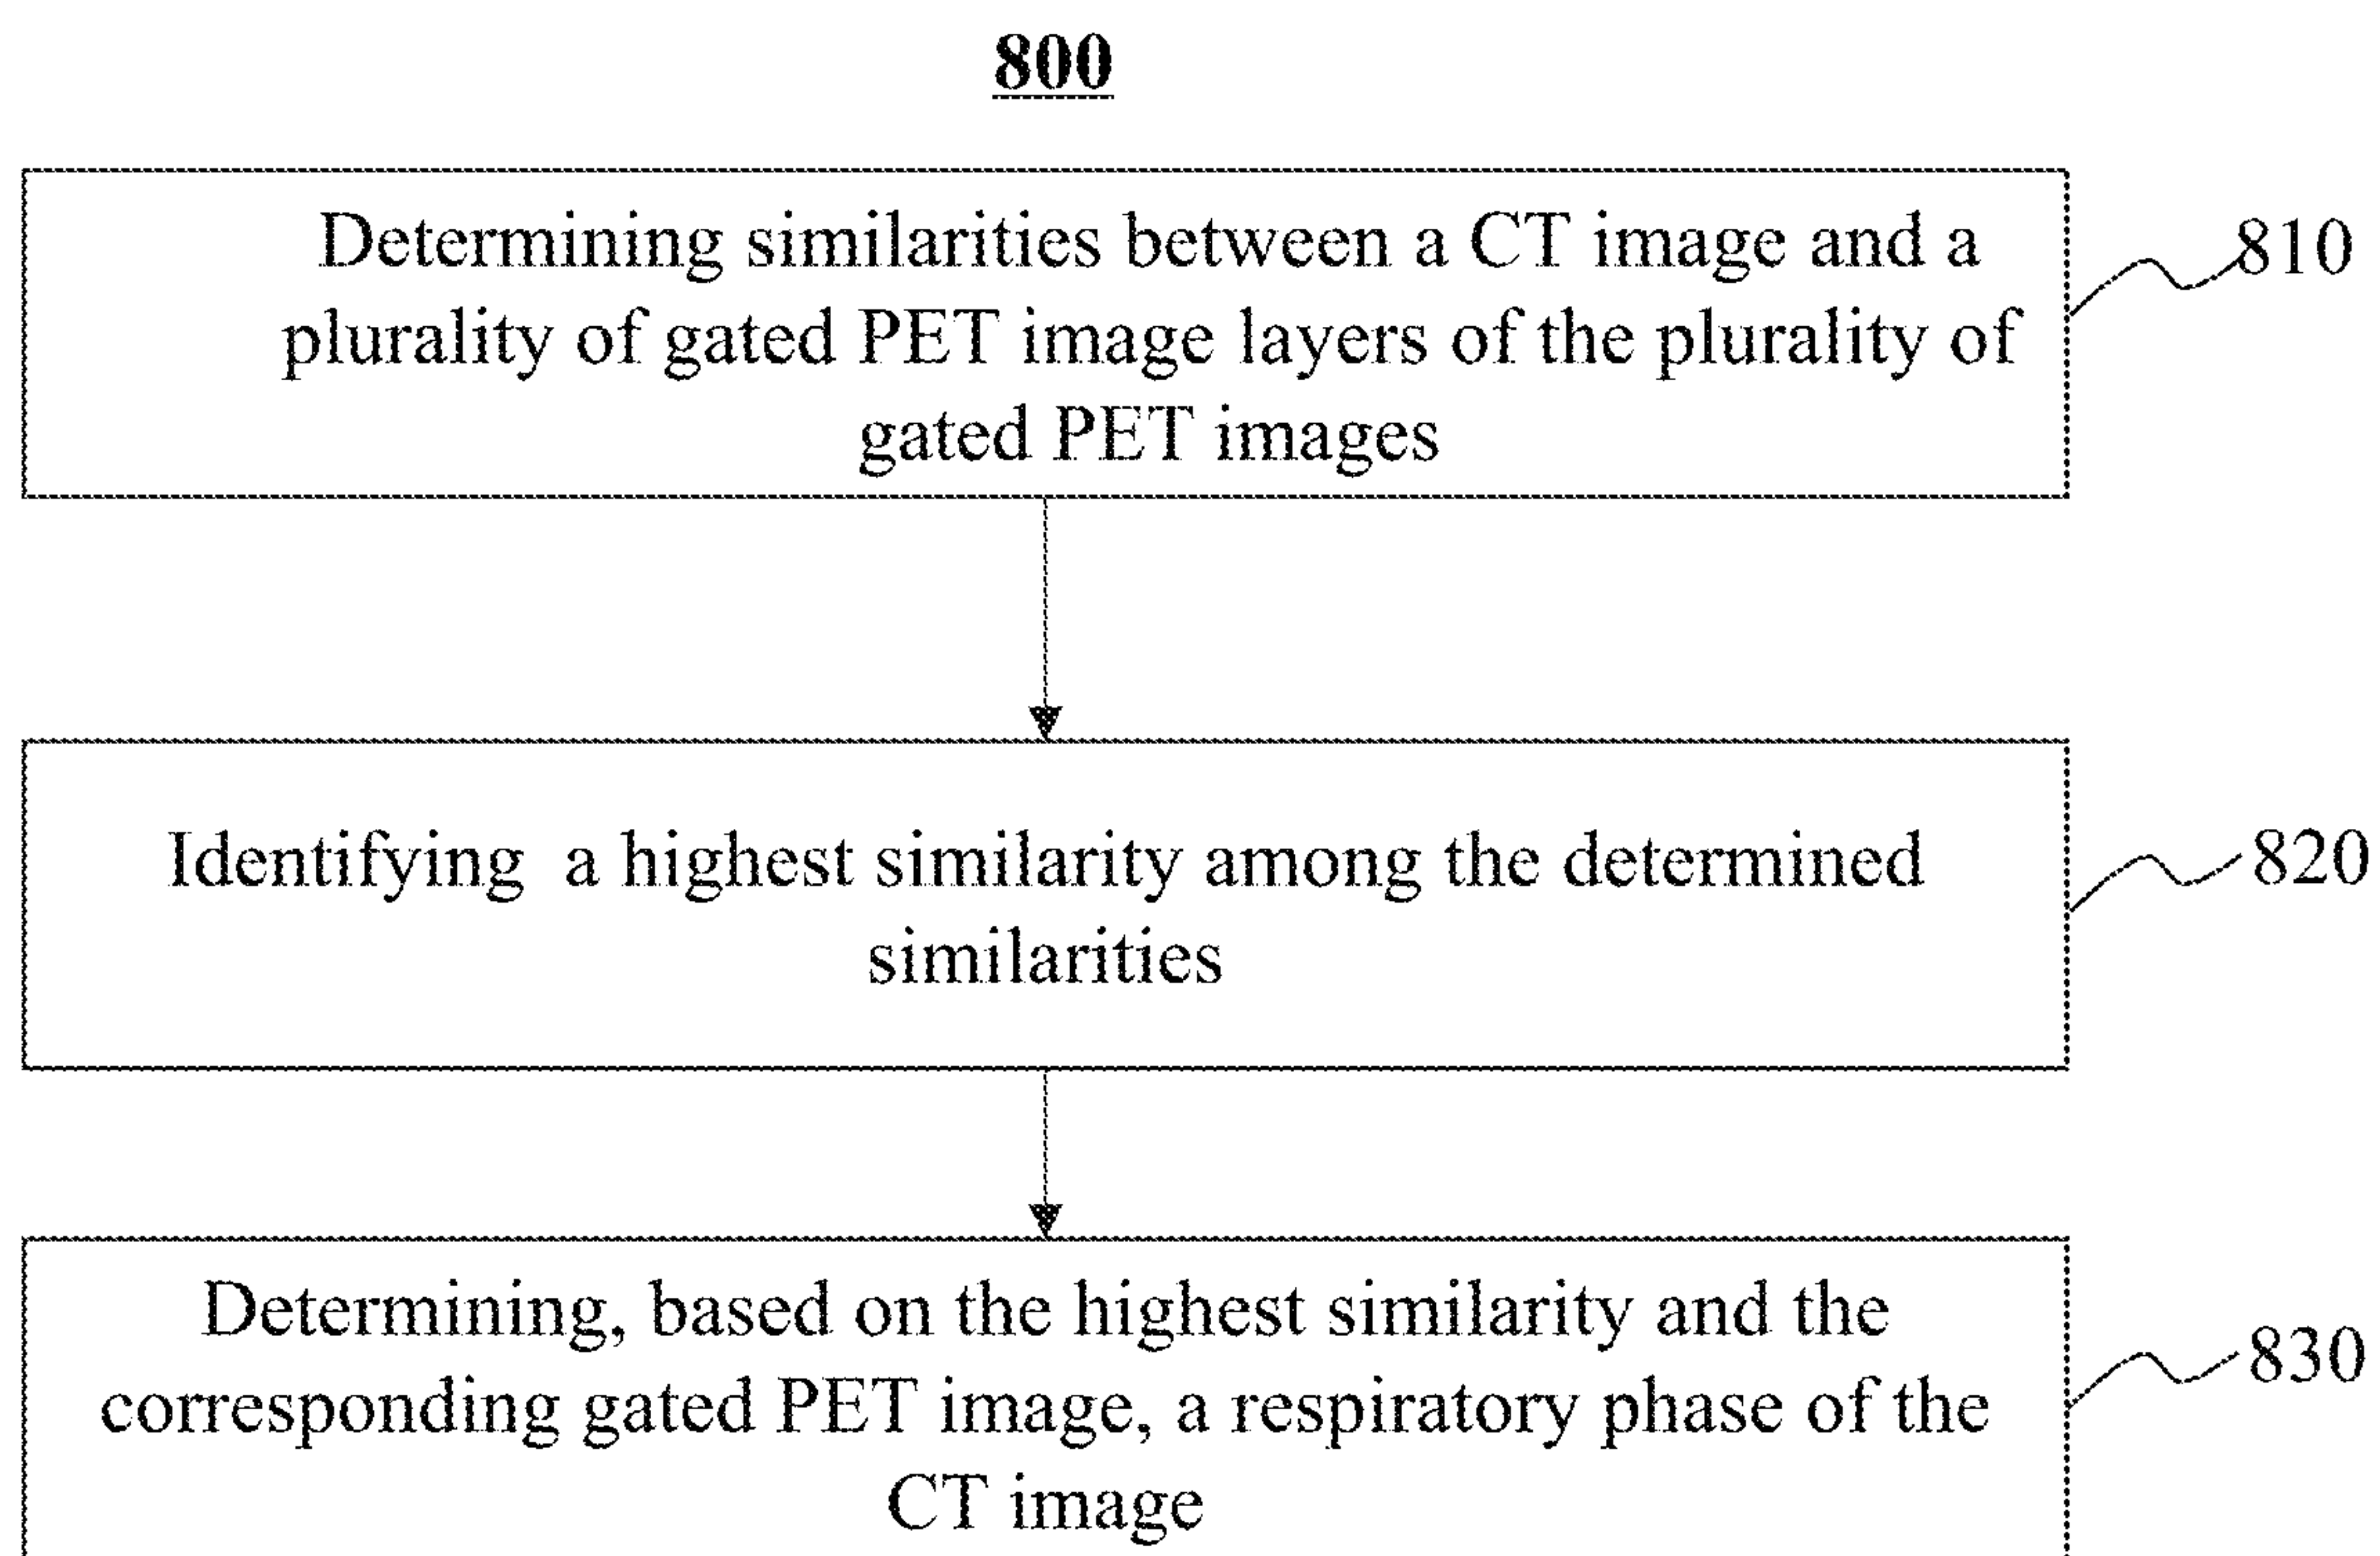 800
Determining similarities between a CT image and a
plurality of gated PET image layers of the plurality of
gated PET images
810
Identifying a highest similarity among the determined
similarities
820
Determining, based on the highest similarity and the
corresponding gated PET image, a respiratory phase of the
CT image
830